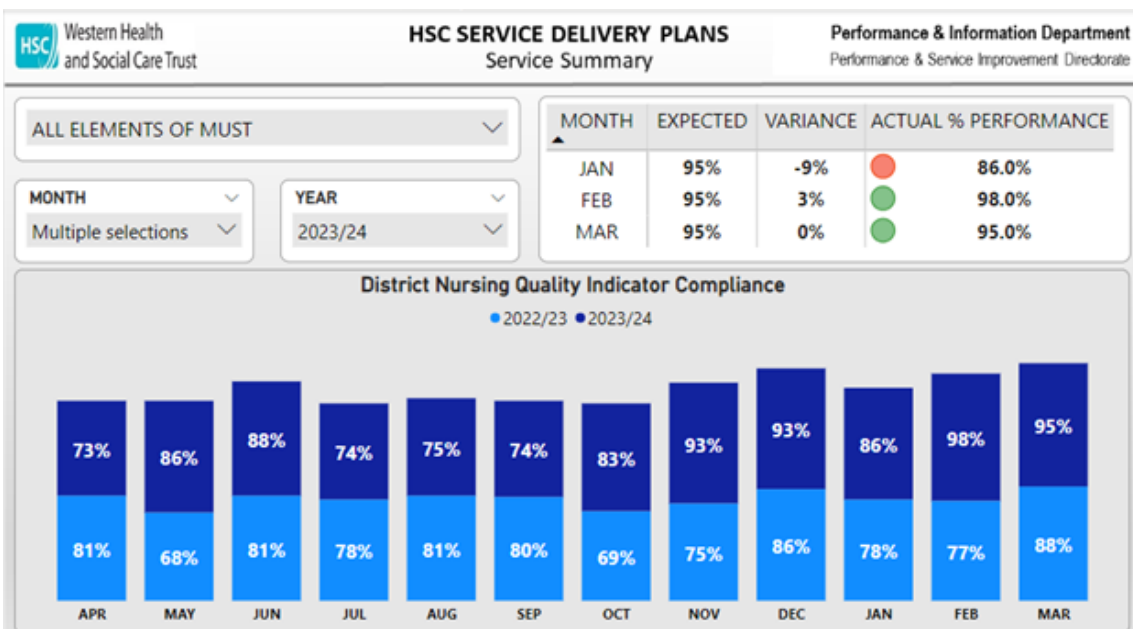 HSC
Western Health
and Social Care Trust
HSC SERVICE DELIVERY PLANS
Service Summary
Performance & Information Department
Performance & Service Improvement Directorate
ALL ELEMENTS OF MUST
MONTH
Multiple selections
YEAR
2023/24
MONTH EXPECTED VARIANCE ACTUAL % PERFORMANCE
JAN 95% -9% 86.0%
FEB 95% 3% 98.0%
MAR 95% 0% 95.0%
District Nursing Quality Indicator Compliance
2022/23 2023/24
73% 86% 88% 74% 75% 74% 83% 93% 93% 86% 98% 95%
81% 68% 81% 78% 81% 80% 69% 75% 86% 78% 77% 88%
APR MAY JUN JUL AUG SEP OCT NOV DEC JAN FEB MAR